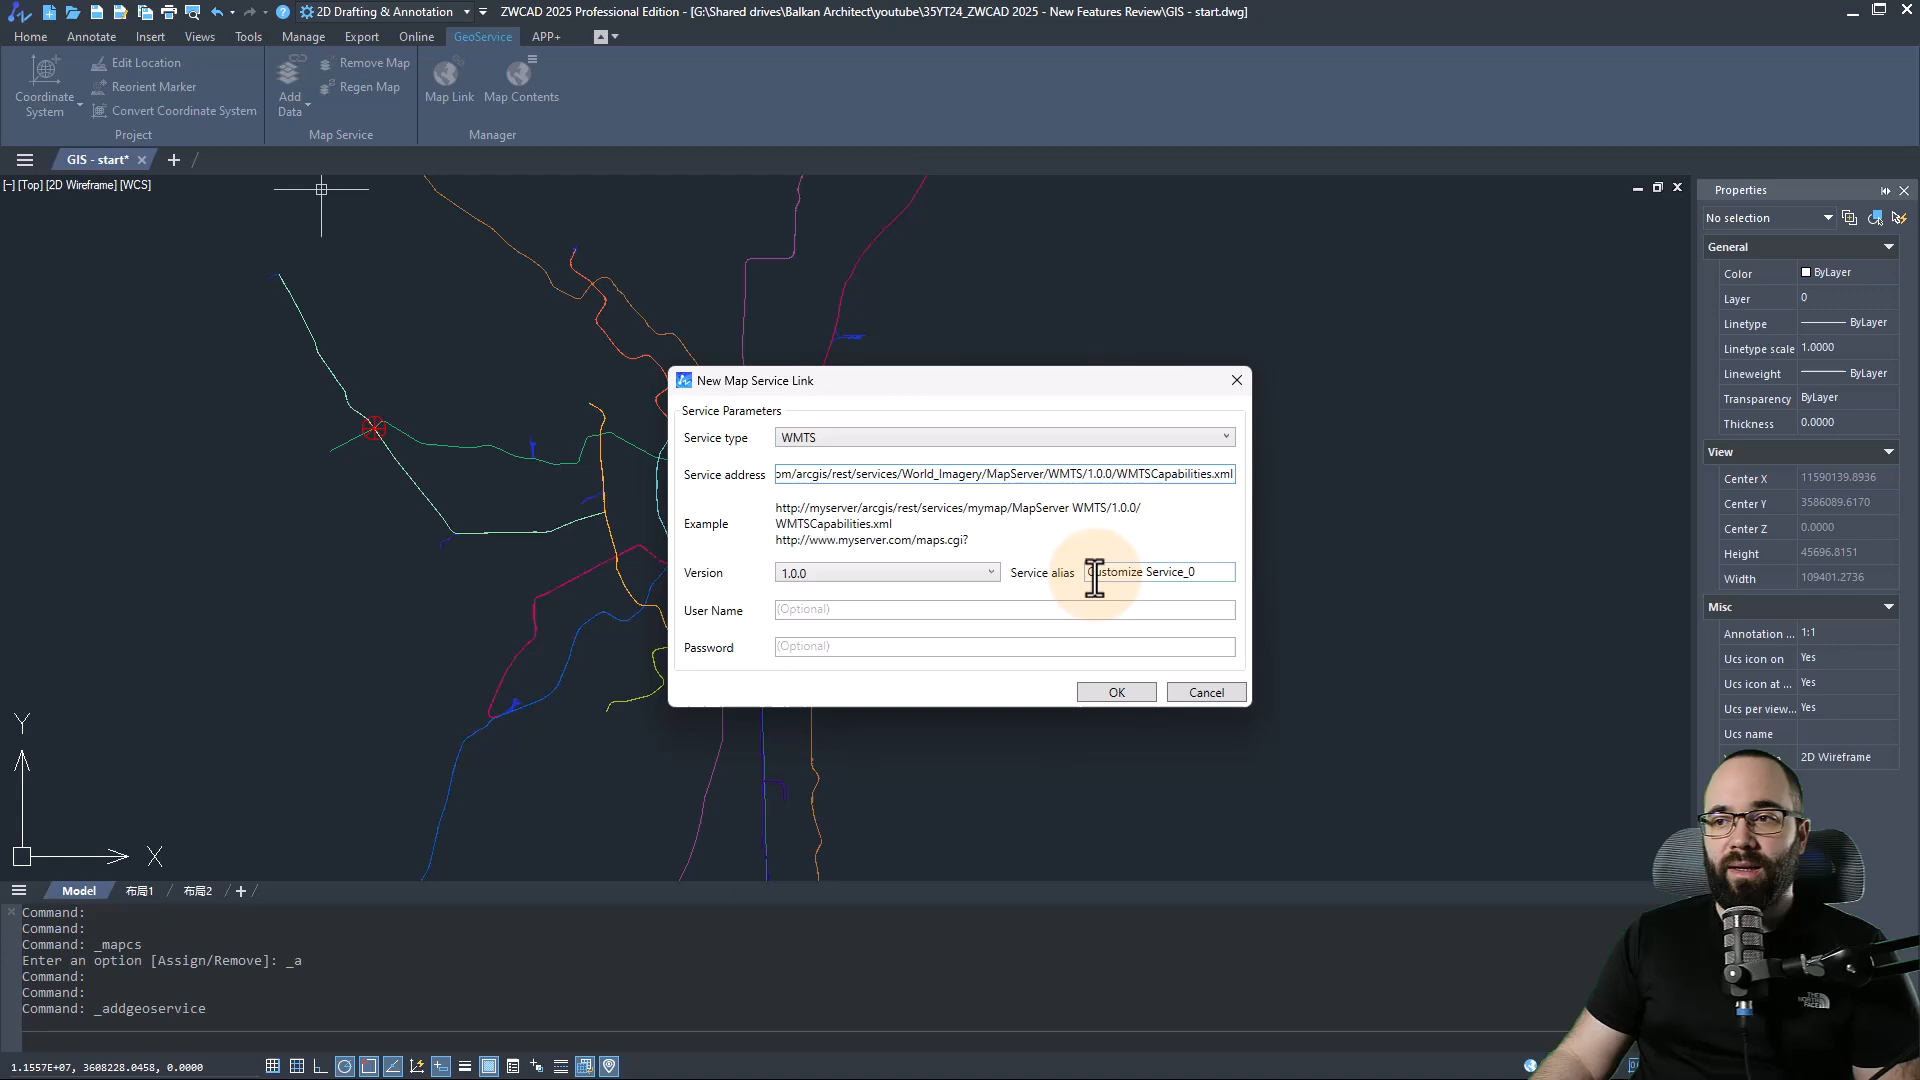 2D Drafting & Annotation
ZWCAD 2025 Professional Edition - [G:\Shared drives\Balkan Architect\youtube\35YT24_ZWCAD 2025 - New Features Review\GIS - start.dwg]
Home Annotate Insert Views Tools Manage Export Online GeoService APP+
Coordinate System
Edit Location
Reorient Marker
Convert Coordinate System
Project
Add Data
Remove Map
Regen Map
Map Service
Map Link
Map Contents
Manager
GIS - start*
[-] [Top] [2D Wireframe] [WCS]
New Map Service Link
Service Parameters
Service type WMTS
Service address om/arcgis/rest/services/World_Imagery/MapServer/WMTS/1.0.0/WMTSCapabilities.xml
Example
http://myserver/arcgis/rest/services/mymap/MapServer WMTS/1.0.0/
WMTSCapabilities.xml
http://www.myserver.com/maps.cgi?
Version 1.0.0 Service alias Customize Service_0
User Name (Optional)
Password (Optional)
OK Cancel
Properties
No selection
General
Color ByLayer
Layer 0
Linetype ByLayer
Linetype scale 1.0000
Lineweight ByLayer
Transparency ByLayer
Thickness 0.0000
View
Center X 11590139.8936
Center Y 3586089.6170
Center Z 0.0000
Height 45696.8151
Width 109401.2736
Misc
Annotation ... 1:1
Ucs icon on Yes
Ucs icon at ... Yes
Ucs per view... Yes
Ucs name
2D Wireframe
Y
X
Model 布局1 布局2
Command:
Command:
Command: _mapcs
Enter an option [Assign/Remove]: _a
Command:
Command:
Command: _addgeoservice
1.1557E+07, 3608228.0458, 0.0000
THE NORTH FACE